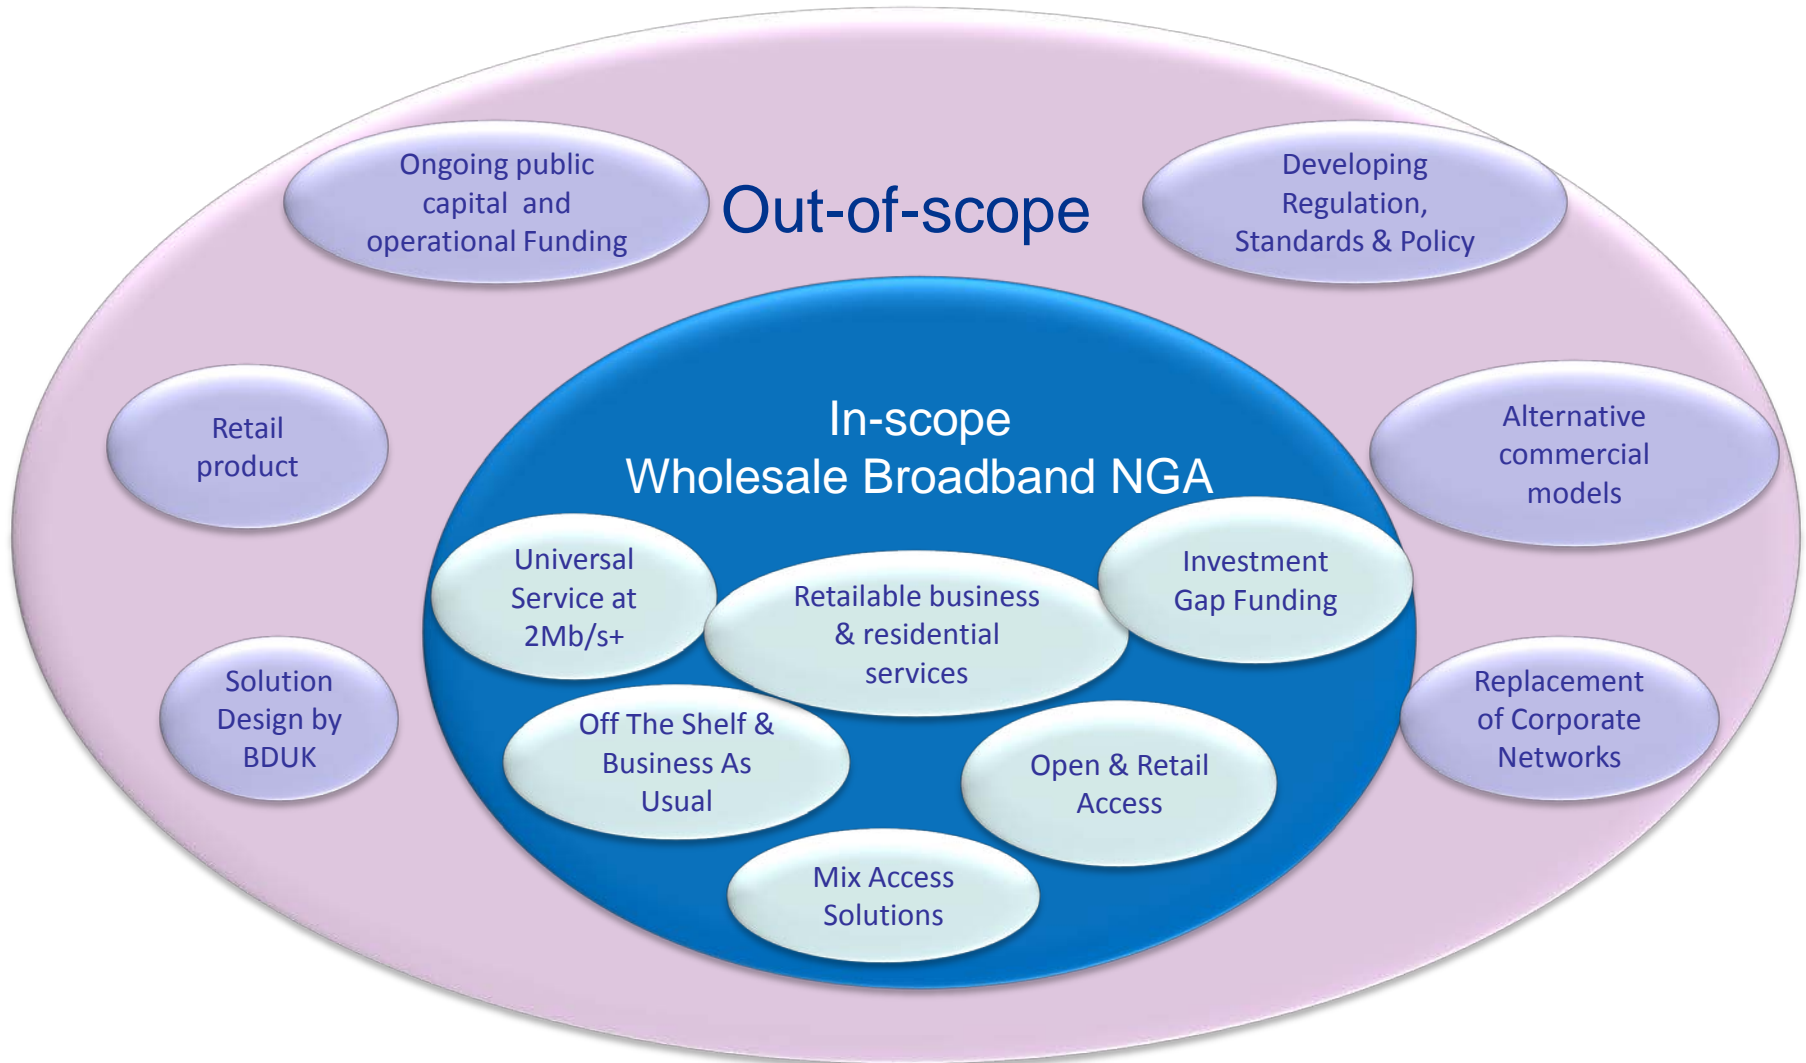 Ongoing public
capital and
operational Funding
Out-of-scope
Developing
Regulation,
Standards & Policy
Retail
product
In-scope
Wholesale Broadband NGA
Alternative
commercial
models
Universal
Service at
2Mb/s+
Retailable business
& residential
services
Investment
Gap Funding
Solution
Design by
BDUK
Off The Shelf &
Business As
Usual
Open & Retail
Access
Replacement
of Corporate
Networks
Mix Access
Solutions